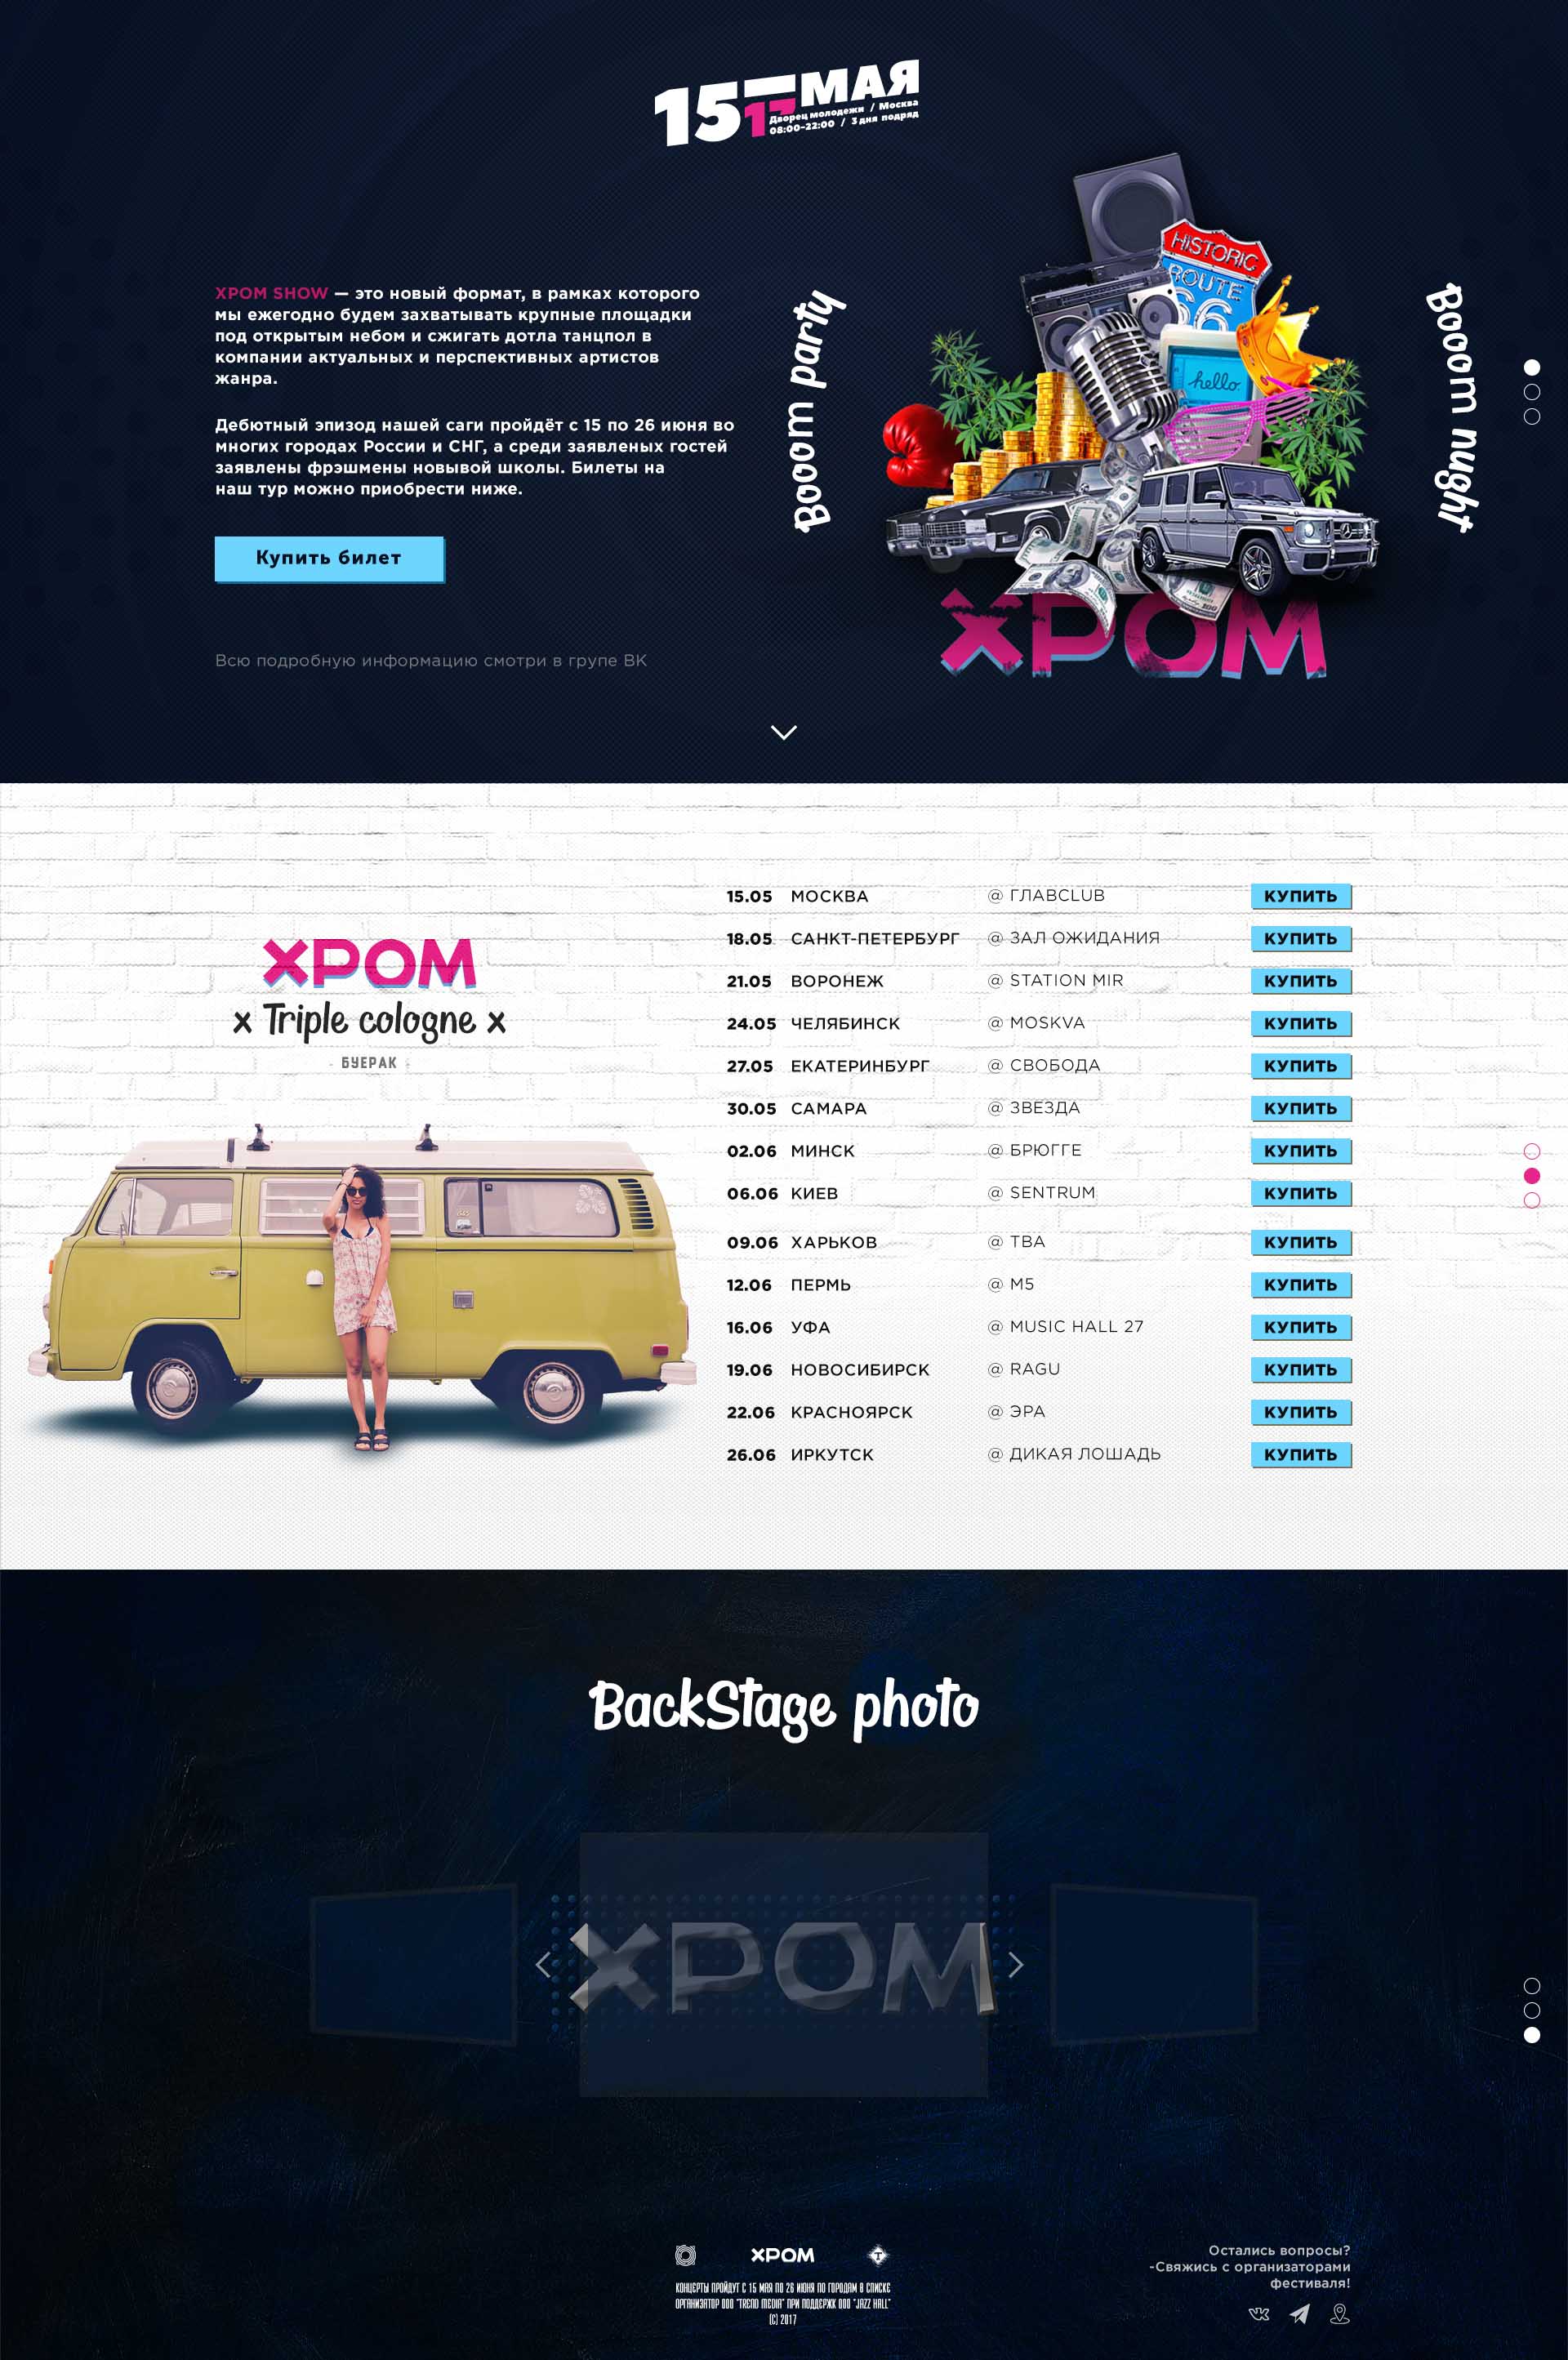 15 17 МАЯ
Дворец молодежи / Москва
08:00-22:00 / 3 дня подряд
HISTORIC
ROUTE
66
hello.
Booom party
Booom nught
ХРОМ SHOW — это новый формат, в рамках которого
мы ежегодно будем захватывать крупные площадки
под открытым небом и сжигать дотла танцпол в
компании актуальных и перспективных артистов
жанра.
Дебютный эпизод нашей саги пройдёт с 15 по 26 июня во
многих городах России и СНГ, а среди заявленых гостей
заявлены фрэшмены новывой школы. Билеты на
наш тур можно приобрести ниже.
Купить билет
ХРОМ
Всю подробную информацию смотри в групе ВК
ХРОМ
x Triple cologne x
- БУЕРАК -
15.05 МОСКВА @ ГЛАВCLUB КУПИТЬ
18.05 САНКТ-ПЕТЕРБУРГ @ ЗАЛ ОЖИДАНИЯ КУПИТЬ
21.05 ВОРОНЕЖ @ STATION MIR КУПИТЬ
24.05 ЧЕЛЯБИНСК @ MOSKVA КУПИТЬ
27.05 ЕКАТЕРИНБУРГ @ СВОБОДА КУПИТЬ
30.05 САМАРА @ ЗВЕЗДА КУПИТЬ
02.06 МИНСК @ БРЮГГЕ КУПИТЬ
06.06 КИЕВ @ SENTRUM КУПИТЬ
09.06 ХАРЬКОВ @ TBA КУПИТЬ
12.06 ПЕРМЬ @ М5 КУПИТЬ
16.06 УФА @ MUSIC HALL 27 КУПИТЬ
19.06 НОВОСИБИРСК @ RAGU КУПИТЬ
22.06 КРАСНОЯРСК @ ЭРА КУПИТЬ
26.06 ИРКУТСК @ ДИКАЯ ЛОШАДЬ КУПИТЬ
BackStage photo
ХРОМ
ХРОМ
T
КОНЦЕРТЫ ПРОЙДУТ С 15 МАЯ ПО 26 ИЮНЯ ПО ГОРОДАМ В СПИСКЕ
ОРГАНИЗАТОР ООО "TREND MEDIA" ПРИ ПОДДЕРЖК ООО "JAZZ HALL"
(C) 2017
Остались вопросы?
-Свяжись с организаторами
фестиваля!